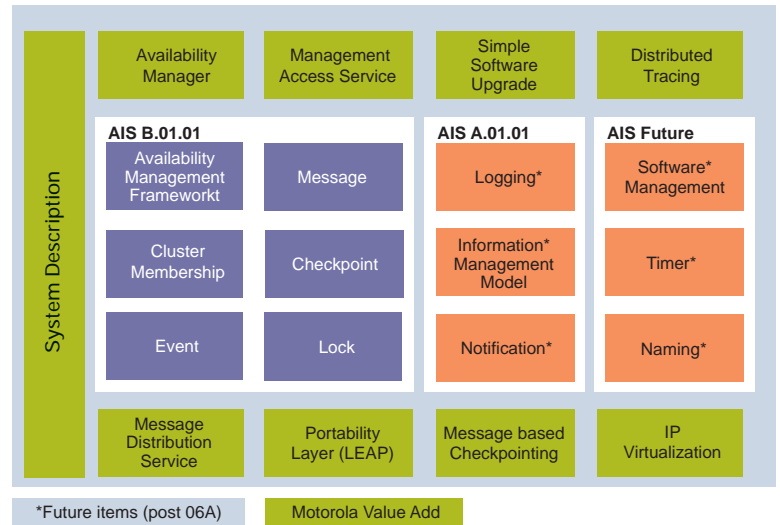 System Description
Availability
Manager
Management
Access Service
Simple
Software
Upgrade
Distributed
Tracing
AIS B.01.01
Availability
Management
Frameworkt
Message
Cluster
Membership
Checkpoint
Event
Lock
AIS A.01.01
Logging*
Information*
Management
Model
Notification*
AIS Future
Software*
Management
Timer*
Naming*
Message
Distribution
Service
Portability
Layer (LEAP)
Message based
Checkpointing
IP
Virtualization
*Future items (post 06A)
Motorola Value Add